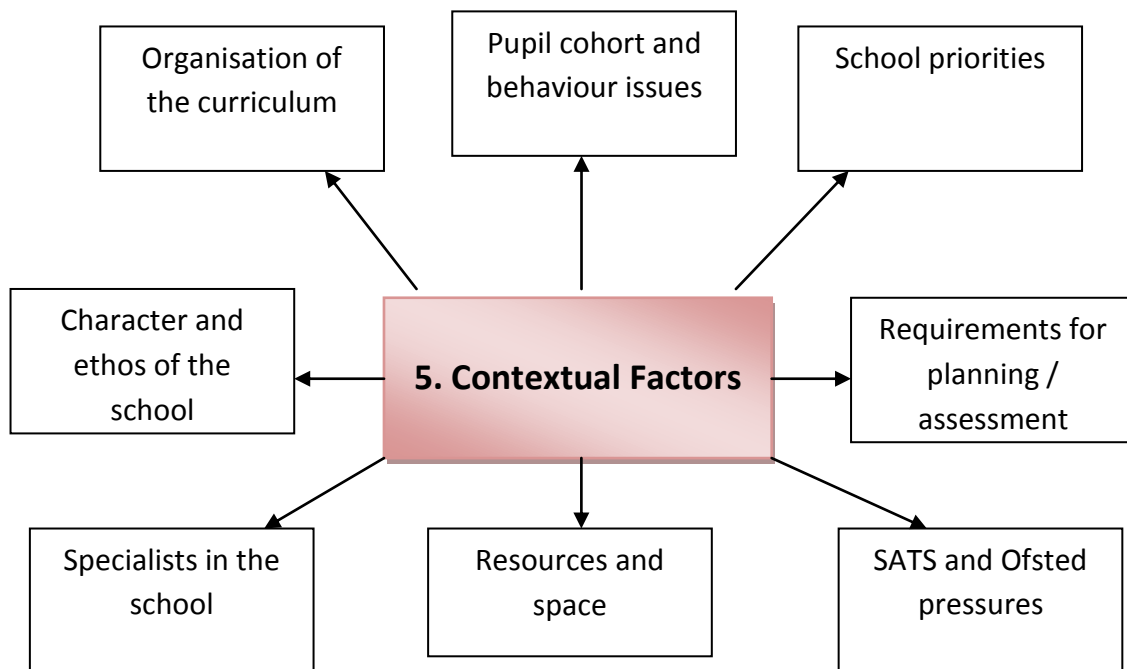 Organisation of
the curriculum
Pupil cohort and
behaviour issues
School priorities
Character and
ethos of the
school
5. Contextual Factors
Requirements for
planning /
assessment
Specialists in the
school
Resources and
space
SATS and Ofsted
pressures